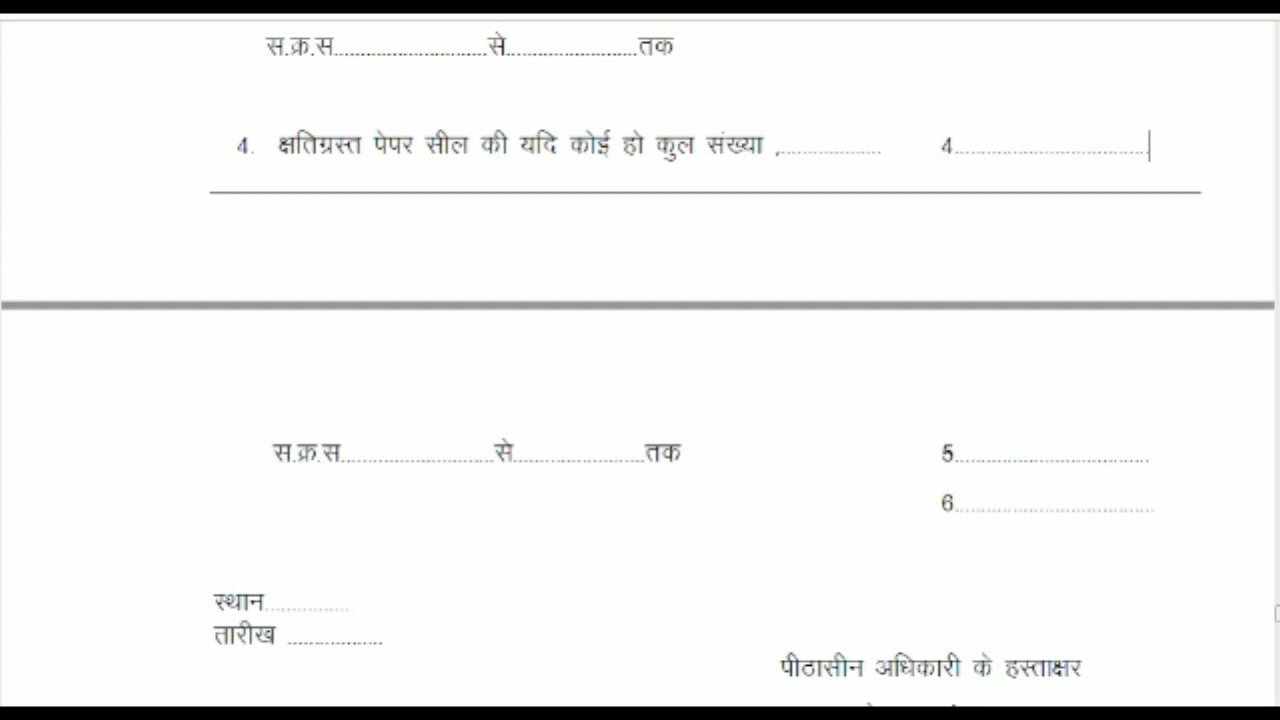 स.क्र.स..............................से..........................तक
4. क्षतिग्रस्त पेपर सील की यदि कोई हो कुल संख्या ,.................... 4.......................................
स.क्र.स..............................से..........................तक 5.......................................
6........................................
स्थान.................
तारीख ...................
पीठासीन अधिकारी के हस्ताक्षर